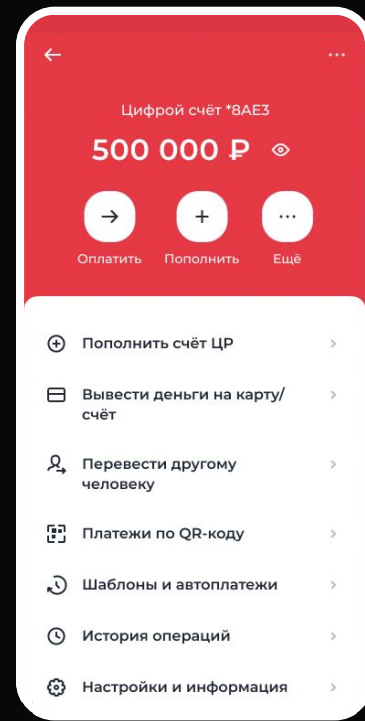 Цифрой счёт *8АЕ3
500 000 ₽
Оплатить Пополнить Ещё
Пополнить счёт ЦР
Вывести деньги на карту/
счёт
Перевести другому
человеку
Платежи по QR-коду
Шаблоны и автоплатежи
История операций
Настройки и информация